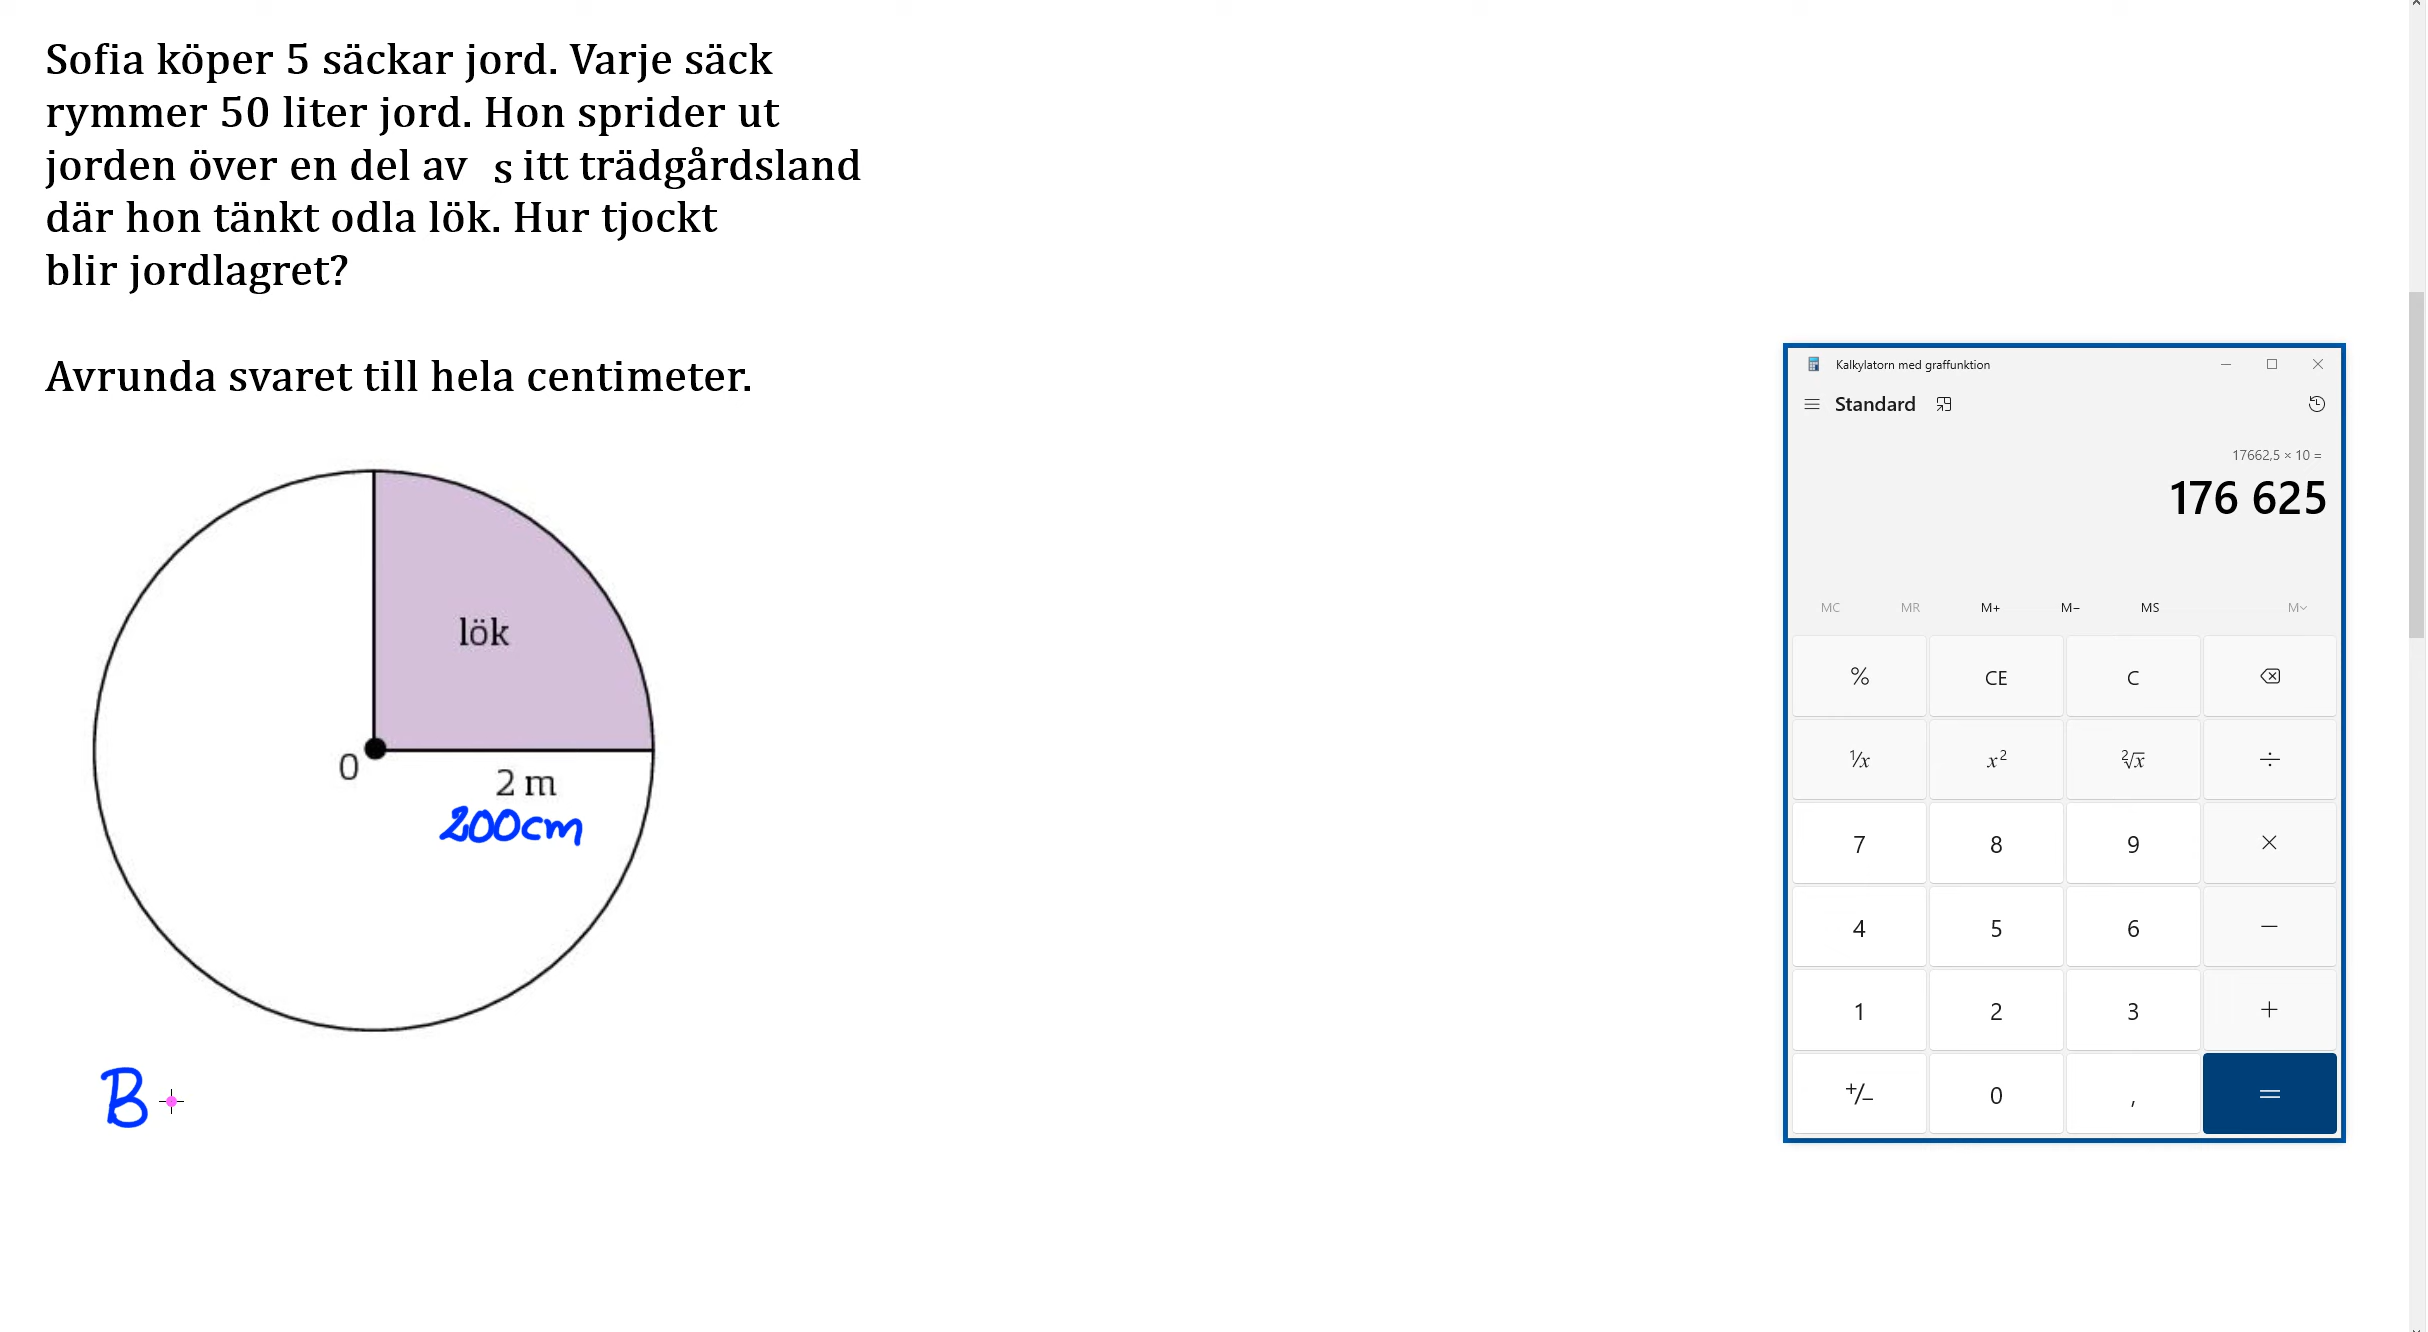 Sofia köper 5 säckar jord. Varje säck
rymmer 50 liter jord. Hon sprider ut
jorden över en del av s itt trädgårdsland
där hon tänkt odla lök. Hur tjockt
blir jordlagret?
Avrunda svaret till hela centimeter.
lök
0
2 m
200cm
B
Kalkylatorn med graffunktion
Standard
17662,5 × 10 =
176 625
MC MR M+ M− MS M˅
% CE C
¹/x x² ²√x ÷
7 8 9 ×
4 5 6 −
1 2 3 +
+/− 0 , =